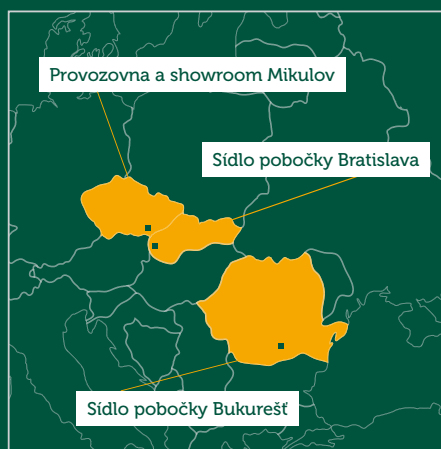 Provozovna a showroom Mikulov
Sídlo pobočky Bratislava
Sídlo pobočky Bukurešť